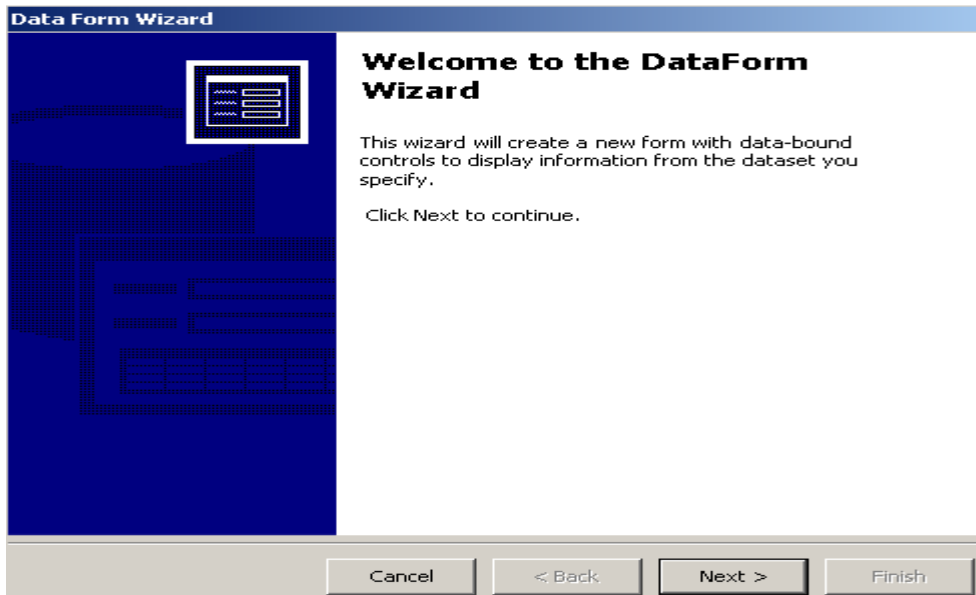 Data Form Wizard
Welcome to the DataForm
Wizard
This wizard will create a new form with data-bound
controls to display information from the dataset you
specify.
Click Next to continue.
Cancel
< Back
Next >
Finish